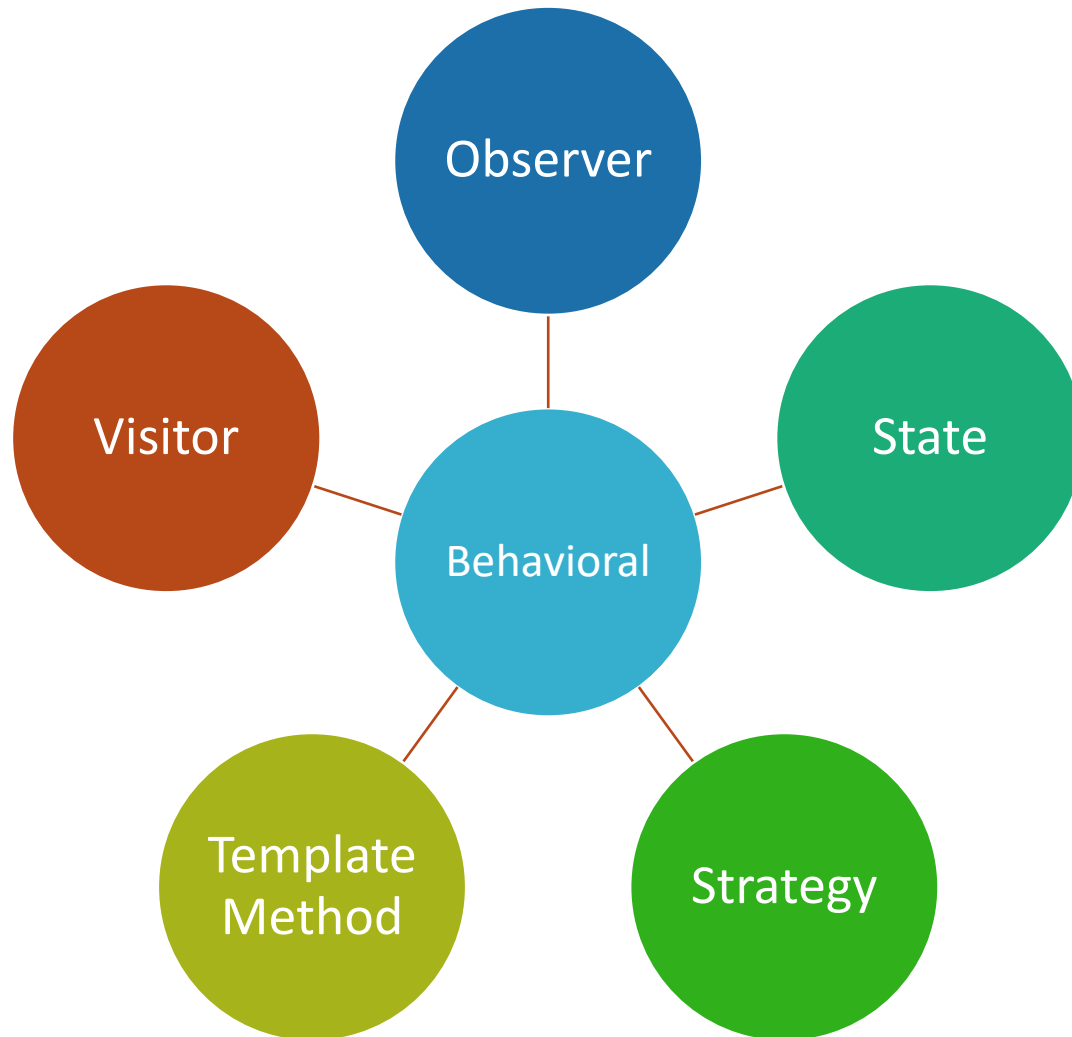 Observer
Visitor
State
Behavioral
Template
Method
Strategy